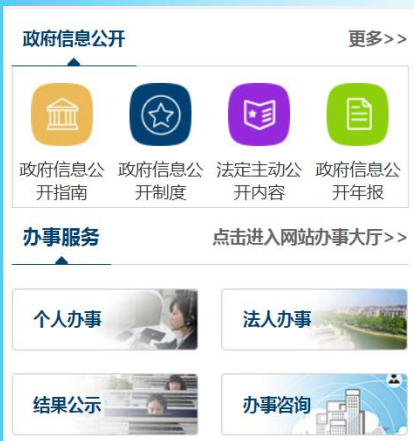 政府信息公开 更多>>
政府信息公 政府信息公 法定主动公 政府信息公
开指南 开制度 开内容 开年报
办事服务 点击进入网站办事大厅>>
个人办事 法人办事
结果公示 办事咨询